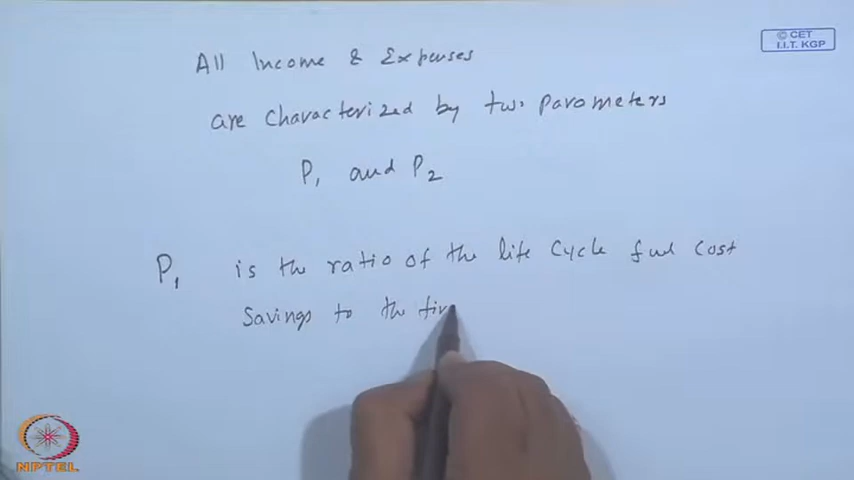 © CET
I.I.T. KGP
All Income & Expenses
are characterized by two parameters
P1 and P2
P1 is the ratio of the life cycle fuel cost
Savings to the fir
NPTEL